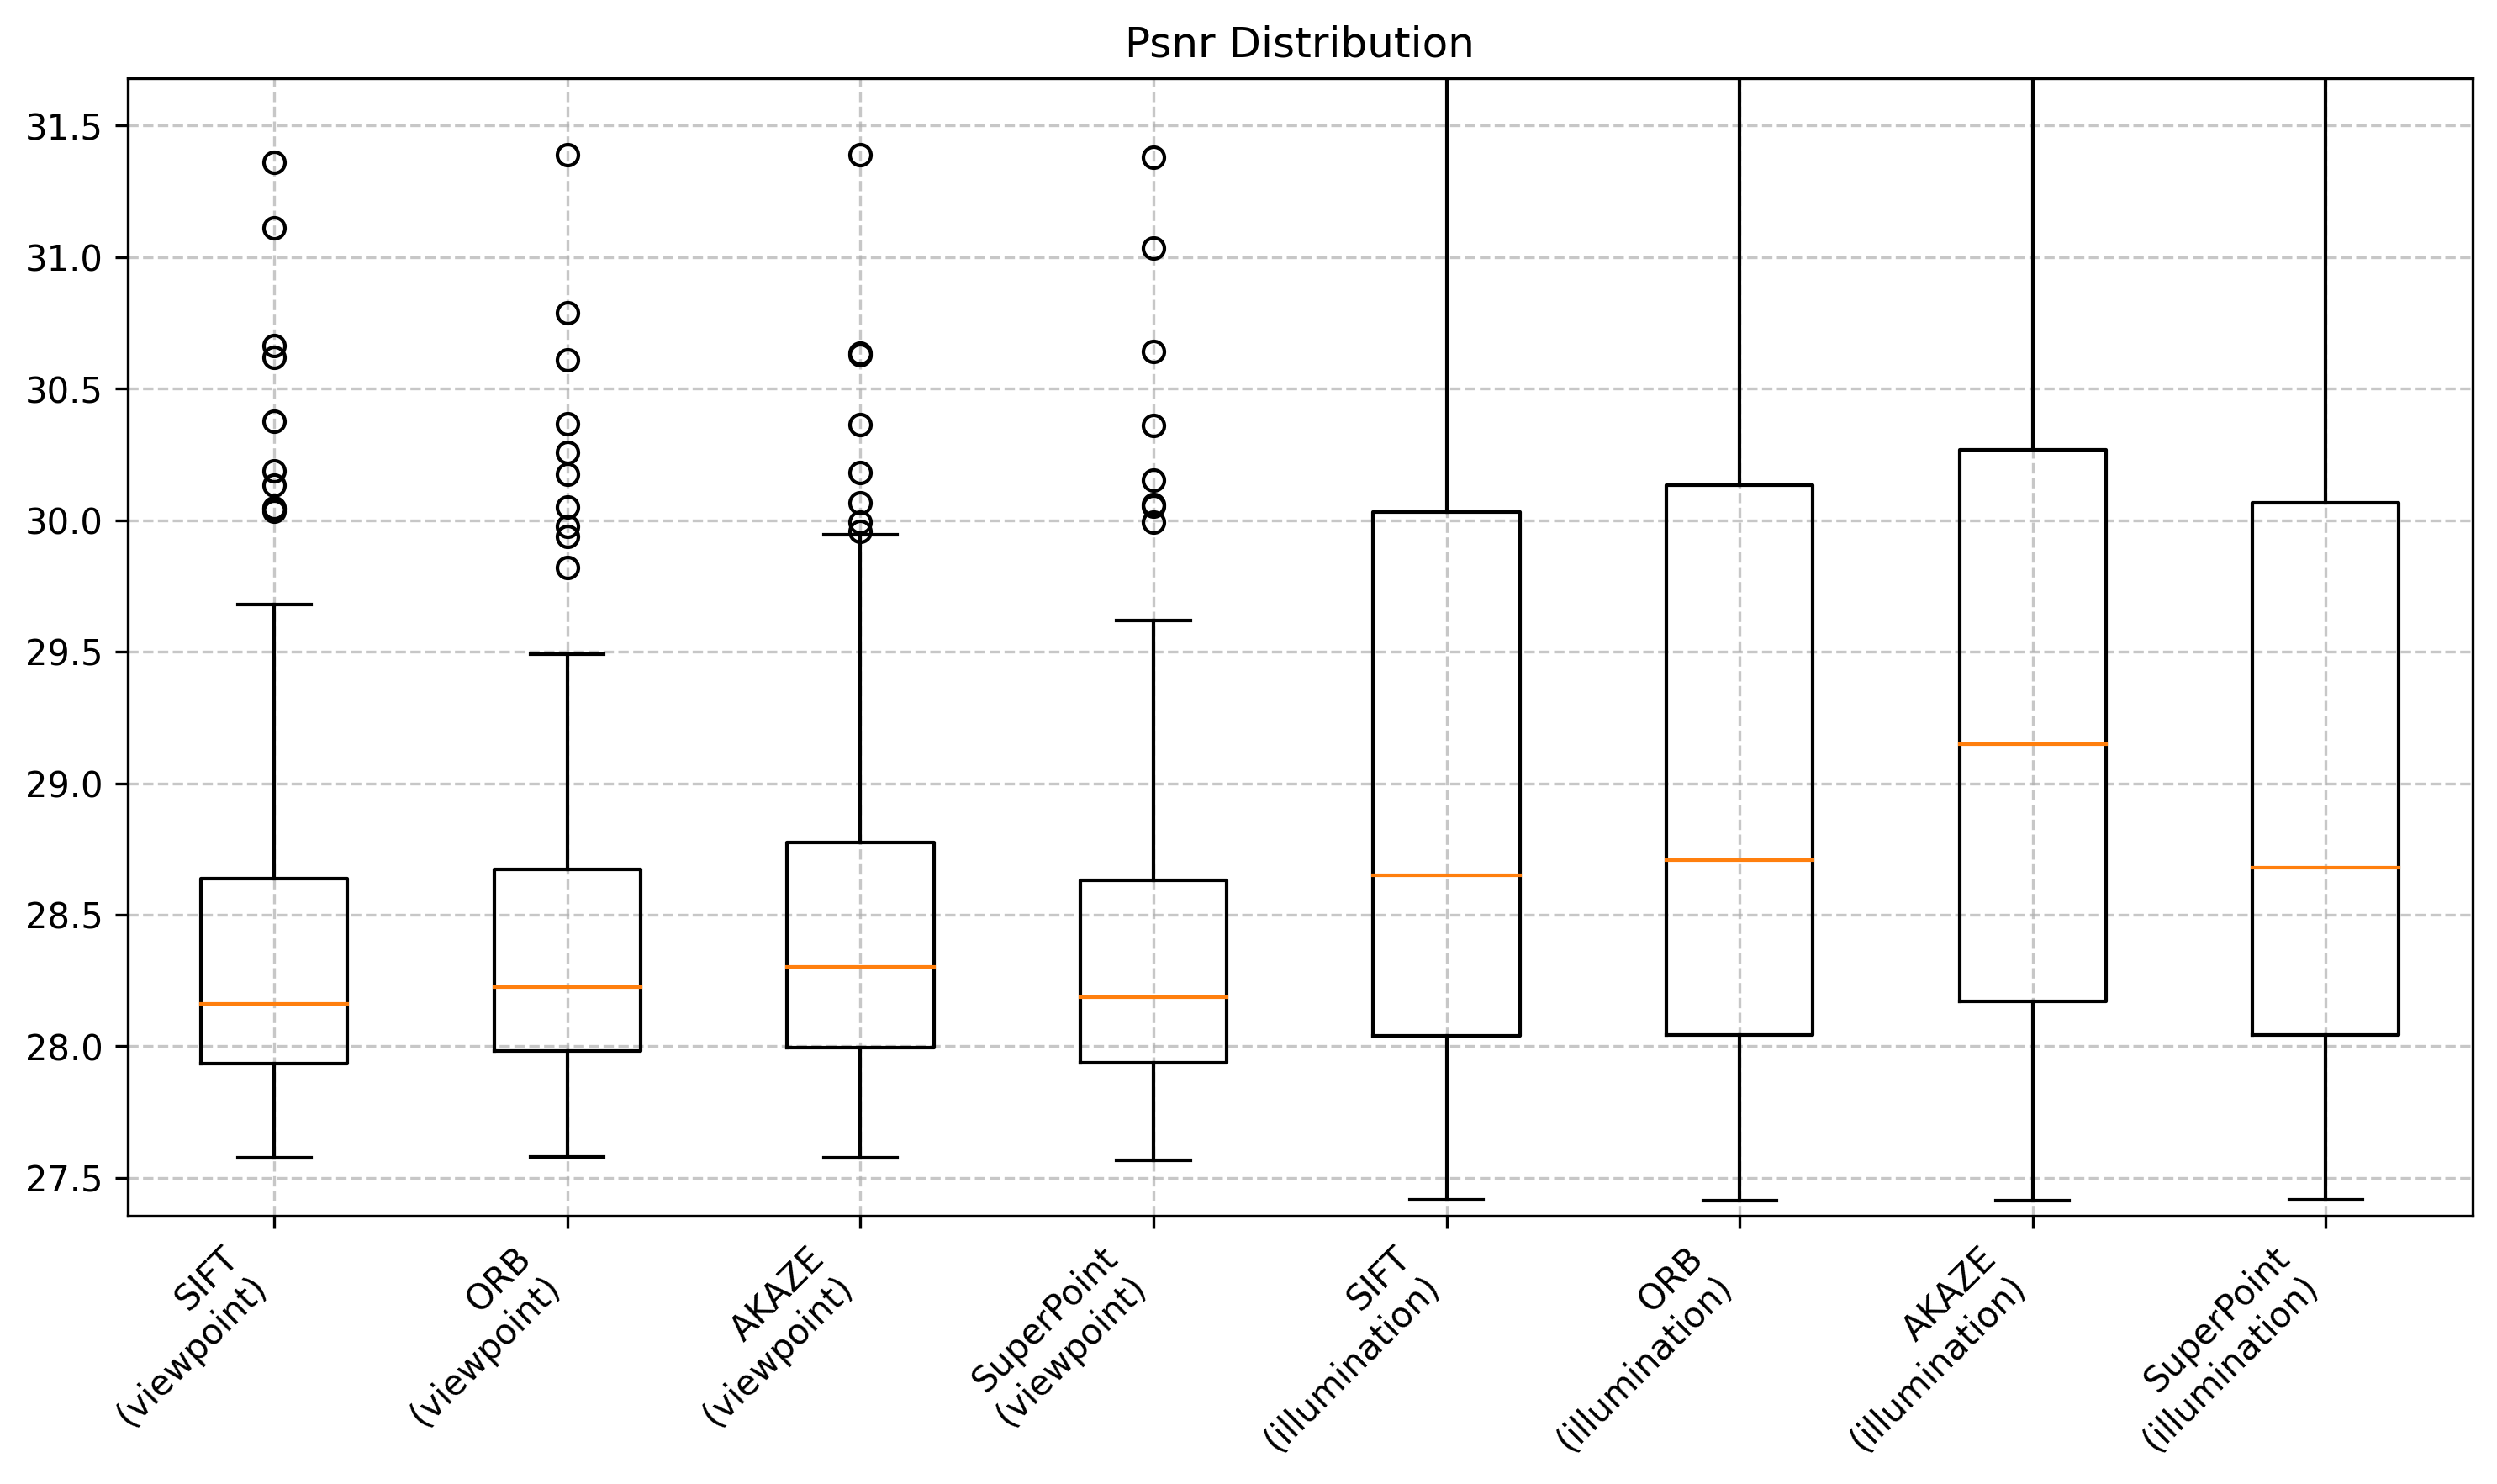 Psnr Distribution
31.5
31.0
30.5
30.0
29.5
29.0
28.5
28.0
27.5
SIFT
(viewpoint)
ORB
(viewpoint)
AKAZE
(viewpoint)
SuperPoint
(viewpoint)
SIFT
(illumination)
ORB
(illumination)
AKAZE
(illumination)
SuperPoint
(illumination)